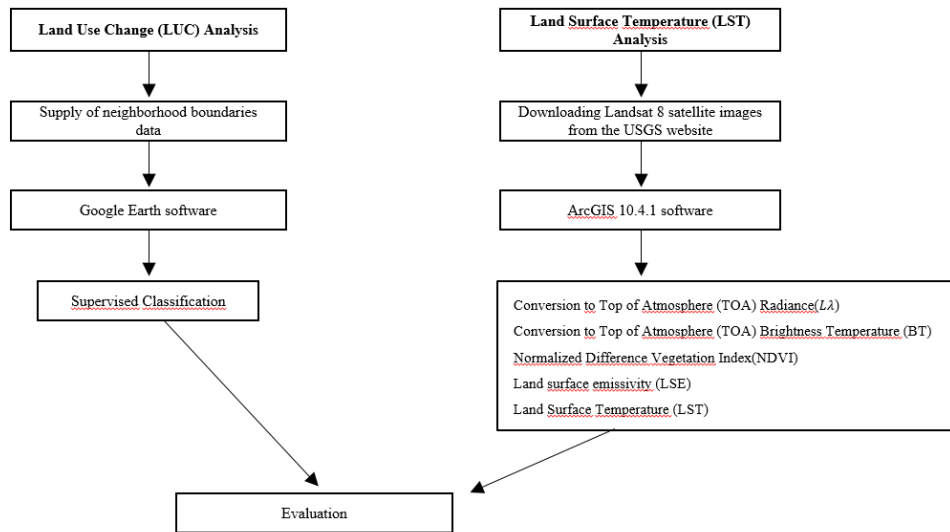 Land Use Change (LUC) Analysis
Supply of neighborhood boundaries
data
Google Earth software
Supervised Classification
Land Surface Temperature (LST)
Analysis
Downloading Landsat 8 satellite images
from the USGS website
ArcGIS 10.4.1 software
Conversion to Top of Atmosphere (TOA) Radiance(Lλ)
Conversion to Top of Atmosphere (TOA) Brightness Temperature (BT)
Normalized Difference Vegetation Index(NDVI)
Land surface emissivity (LSE)
Land Surface Temperature (LST)
Evaluation